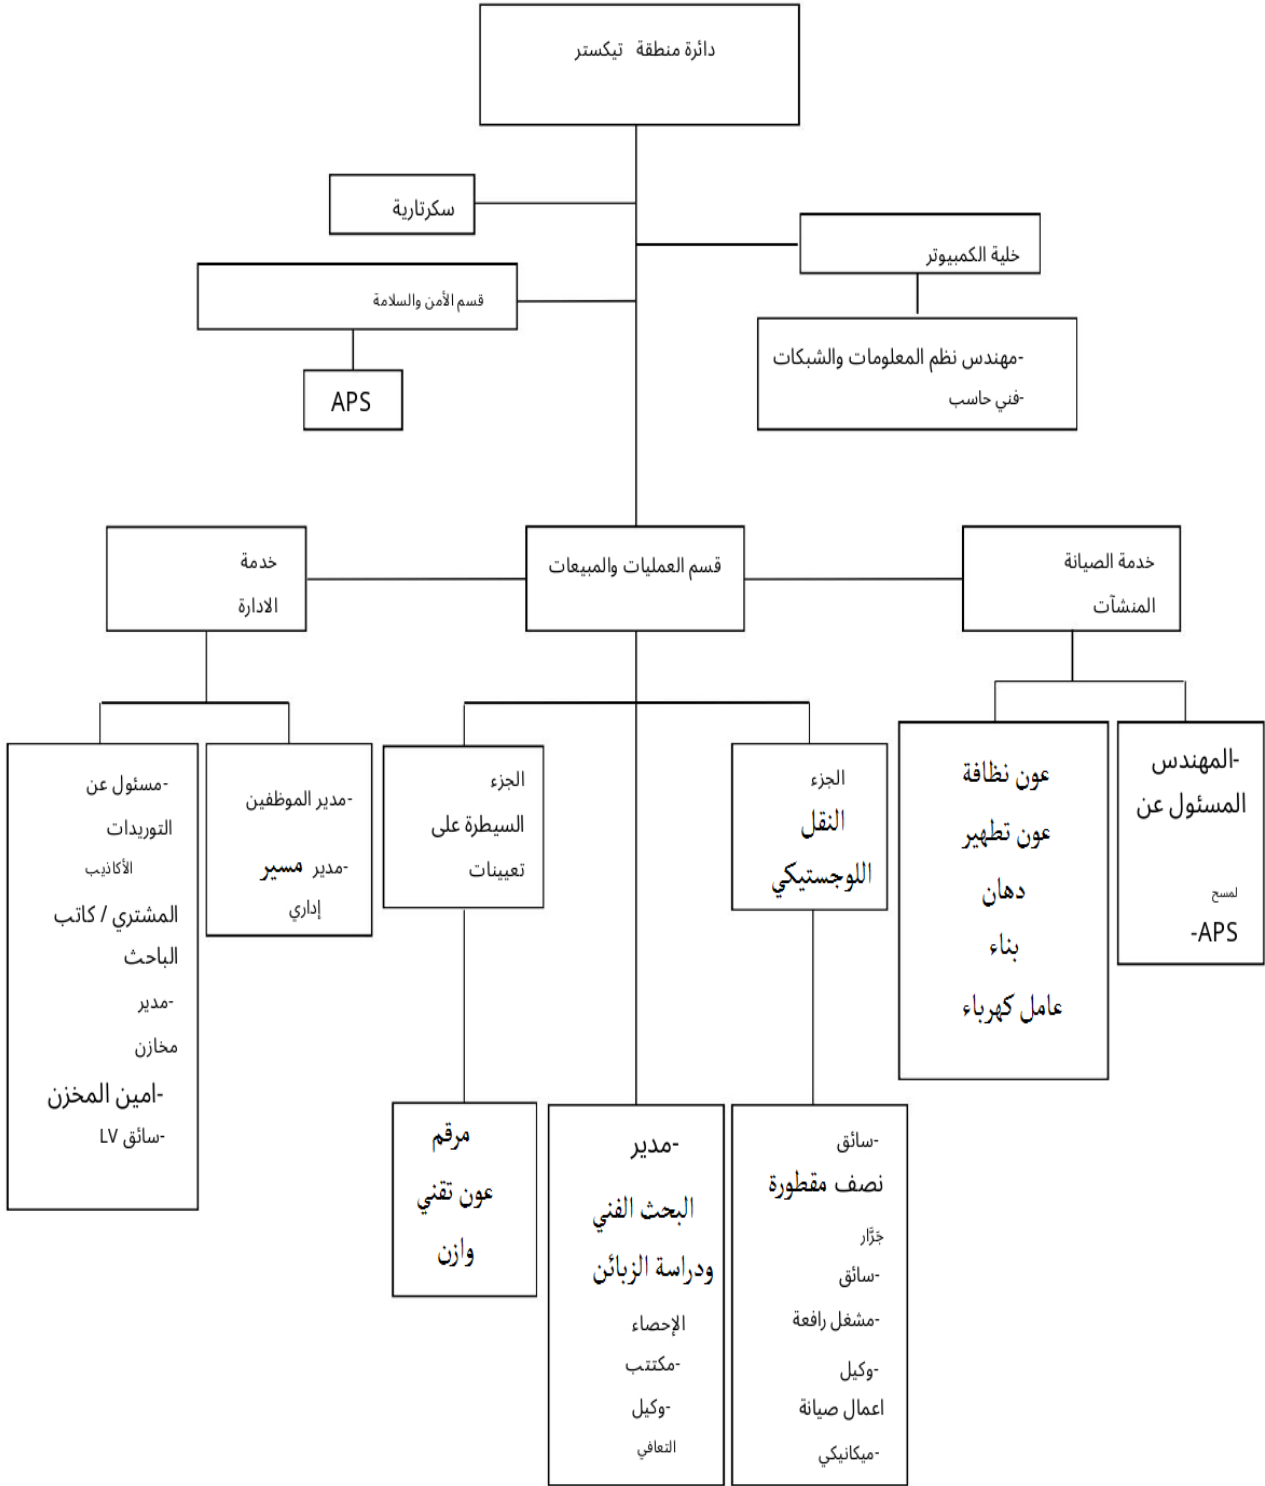 دائرة منطقة تيكستر
سكرتارية
خلية الكمبيوتر
قسم الأمن والسلامة
-مهندس نظم المعلومات والشبكات
-فني حاسب
APS
خدمة الصيانة
المنشآت
قسم العمليات والمبيعات
خدمة
الادارة
-المهندس
المسئول عن
لمسح
-APS
عون نظافة
عون تطهير
دهان
بناء
عامل كهرباء
الجزء
النقل
اللوجستيكي
الجزء
السيطرة على
تعيينات
-مدير الموظفين
-مدير مسير
إداري
-مسئول عن
التوريدات
الأكاذيب
المشتري / كاتب
الباحث
-مدير
مخازن
-امين المخزن
-سائق LV
-سائق
نصف مقطورة
جَرَّار
-سائق
-مشغل رافعة
-وكيل
اعمال صيانة
-ميكانيكي
-مدير
البحث الفني
ودراسة الزبائن
الإحصاء
-مكتتب
-وكيل
التعافي
مرقم
عون تقني
وازن